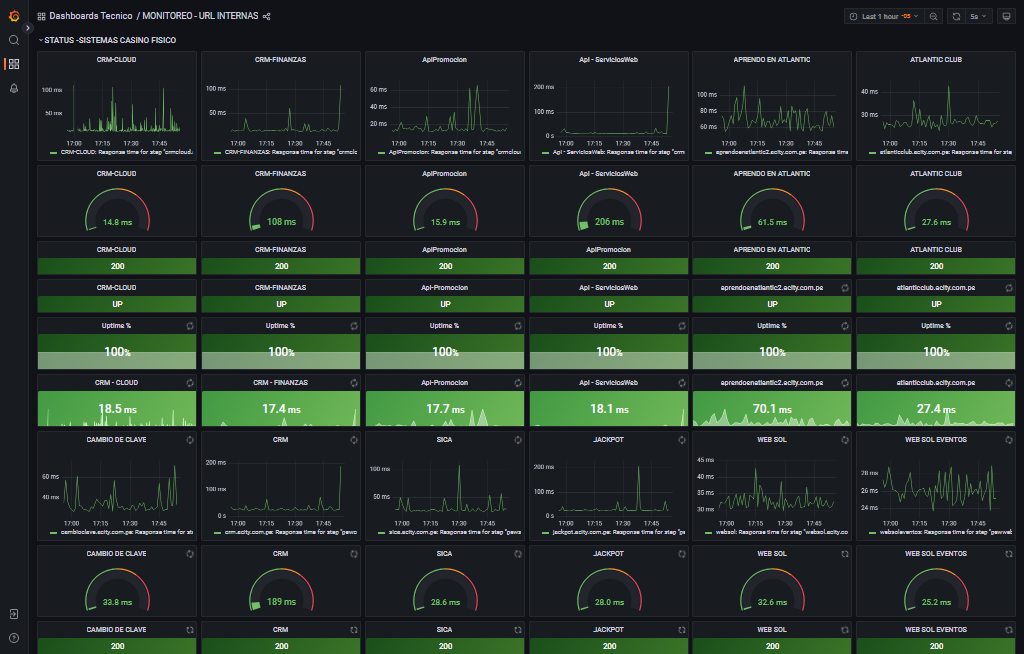 Dashboards Tecnico / MONITOREO - URL INTERNAS
Last 1 hour -05
5s
STATUS -SISTEMAS CASINO FISICO
CRM-CLOUD
100 ms
50 ms
17:00 17:15 17:30 17:45
CRM-CLOUD: Response time for step "crmcloud.
CRM-FINANZAS
100 ms
50 ms
17:00 17:15 17:30 17:45
CRM-FINANZAS: Response time for step "crmclc
ApiPromocion
60 ms
40 ms
20 ms
17:00 17:15 17:30 17:45
ApiPromocion: Response time for step "crmclou
Api - ServiciosWeb
200 ms
100 ms
0 s
17:00 17:15 17:30 17:45
Api - ServiciosWeb: Response time for step "crm
APRENDO EN ATLANTIC
100 ms
80 ms
60 ms
17:00 17:15 17:30 17:45
aprendoenatlantic2.acity.com.pe: Response time
ATLANTIC CLUB
40 ms
30 ms
17:00 17:15 17:30 17:45
atlanticclub.acity.com.pe: Response time for ste
CRM-CLOUD
14.8 ms
CRM-FINANZAS
108 ms
ApiPromocion
15.9 ms
Api - ServiciosWeb
206 ms
APRENDO EN ATLANTIC
61.5 ms
ATLANTIC CLUB
27.6 ms
CRM-CLOUD
200
CRM-FINANZAS
200
ApiPromocion
200
ApiPromocion
200
APRENDO EN ATLANTIC
200
ATLANTIC CLUB
200
CRM-CLOUD
UP
CRM-FINANZAS
UP
Api-Promocion
UP
Api - ServiciosWeb
UP
aprendoenatlantic2.acity.com.pe
UP
atlanticclub.acity.com.pe
UP
Uptime %
100%
Uptime %
100%
Uptime %
100%
Uptime %
100%
Uptime %
100%
Uptime %
100%
CRM - CLOUD
18.5 ms
CRM - FINANZAS
17.4 ms
Api-Promocion
17.7 ms
Api - ServiciosWeb
18.1 ms
aprendoenatlantic2.acity.com.pe
70.1 ms
atlanticclub.acity.com.pe
27.4 ms
CAMBIO DE CLAVE
60 ms
40 ms
17:00 17:15 17:30 17:45
cambioclave.acity.com.pe: Response time for st
CRM
200 ms
100 ms
0 s
17:00 17:15 17:30 17:45
crm.acity.com.pe: Response time for step "pewc
SICA
100 ms
50 ms
17:00 17:15 17:30 17:45
sica.acity.com.pe: Response time for step "pews
JACKPOT
200 ms
100 ms
0 s
17:00 17:15 17:30 17:45
jackpot.acity.com.pe: Response time for step "ps
WEB SOL
45 ms
40 ms
35 ms
30 ms
17:00 17:15 17:30 17:45
websol: Response time for step "websol.acity.co
WEB SOL EVENTOS
28 ms
26 ms
24 ms
17:00 17:15 17:30 17:45
websoleventos: Response time for step "pewweb
CAMBIO DE CLAVE
33.8 ms
CRM
189 ms
SICA
28.6 ms
JACKPOT
28.0 ms
WEB SOL
32.6 ms
WEB SOL EVENTOS
25.2 ms
CAMBIO DE CLAVE
200
CRM
200
SICA
200
JACKPOT
200
WEB SOL
200
WEB SOL EVENTOS
200